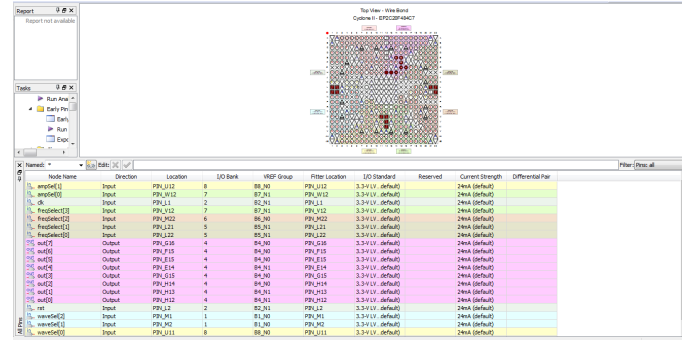 Report
Report not available
Top View - Wire Bond
Cyclone II - EP2C20F484C7
Tasks
Run Ana
Early Pin
Early
Run
Expo
Named: *
Edit:
Filter: Pins: all
Node Name Direction Location I/O Bank VREF Group Fitter Location I/O Standard Reserved Current Strength Differential Pair
ampSel[1] Input PIN_U12 8 B8_N0 PIN_U12 3.3-V LV...default) 24mA (default)
ampSel[0] Input PIN_W12 7 B7_N1 PIN_W12 3.3-V LV...default) 24mA (default)
clk Input PIN_L1 2 B2_N1 PIN_L1 3.3-V LV...default) 24mA (default)
freqSelect[3] Input PIN_V12 7 B7_N1 PIN_V12 3.3-V LV...default) 24mA (default)
freqSelect[2] Input PIN_M22 6 B6_N0 PIN_M22 3.3-V LV...default) 24mA (default)
freqSelect[1] Input PIN_L21 5 B5_N1 PIN_L21 3.3-V LV...default) 24mA (default)
freqSelect[0] Input PIN_L22 5 B5_N1 PIN_L22 3.3-V LV...default) 24mA (default)
out[7] Output PIN_G16 4 B4_N0 PIN_G16 3.3-V LV...default) 24mA (default)
out[6] Output PIN_F15 4 B4_N0 PIN_F15 3.3-V LV...default) 24mA (default)
out[5] Output PIN_E15 4 B4_N0 PIN_E15 3.3-V LV...default) 24mA (default)
out[4] Output PIN_E14 4 B4_N1 PIN_E14 3.3-V LV...default) 24mA (default)
out[3] Output PIN_G15 4 B4_N0 PIN_G15 3.3-V LV...default) 24mA (default)
out[2] Output PIN_H14 4 B4_N0 PIN_H14 3.3-V LV...default) 24mA (default)
out[1] Output PIN_H13 4 B4_N1 PIN_H13 3.3-V LV...default) 24mA (default)
out[0] Output PIN_H12 4 B4_N1 PIN_H12 3.3-V LV...default) 24mA (default)
rst Input PIN_L2 2 B2_N1 PIN_L2 3.3-V LV...default) 24mA (default)
waveSel[2] Input PIN_M1 1 B1_N0 PIN_M1 3.3-V LV...default) 24mA (default)
waveSel[1] Input PIN_M2 1 B1_N0 PIN_M2 3.3-V LV...default) 24mA (default)
waveSel[0] Input PIN_U11 8 B8_N0 PIN_U11 3.3-V LV...default) 24mA (default)
All Pins